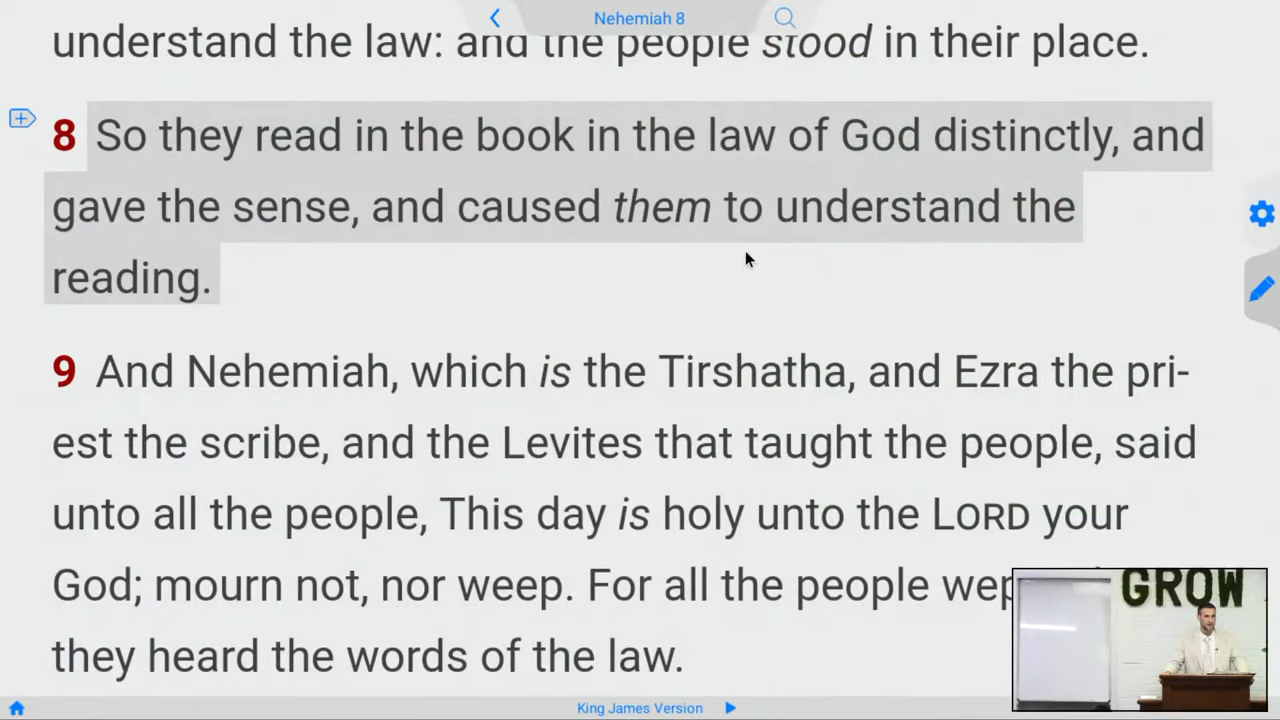 Nehemiah 8
understand the law: and the people stood in their place.
8 So they read in the book in the law of God distinctly, and
gave the sense, and caused them to understand the
reading.
9 And Nehemiah, which is the Tirshatha, and Ezra the pri-
est the scribe, and the Levites that taught the people, said
unto all the people, This day is holy unto the LORD your
God; mourn not, nor weep. For all the people
they heard the words of the law.
GROW
King James Version